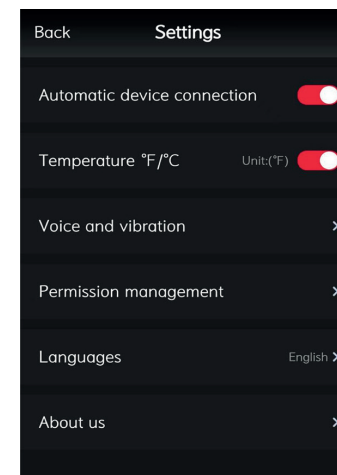 Back Settings
Automatic device connection
Temperature °F/°C Unit:(°F)
Voice and vibration
Permission management
Languages English
About us